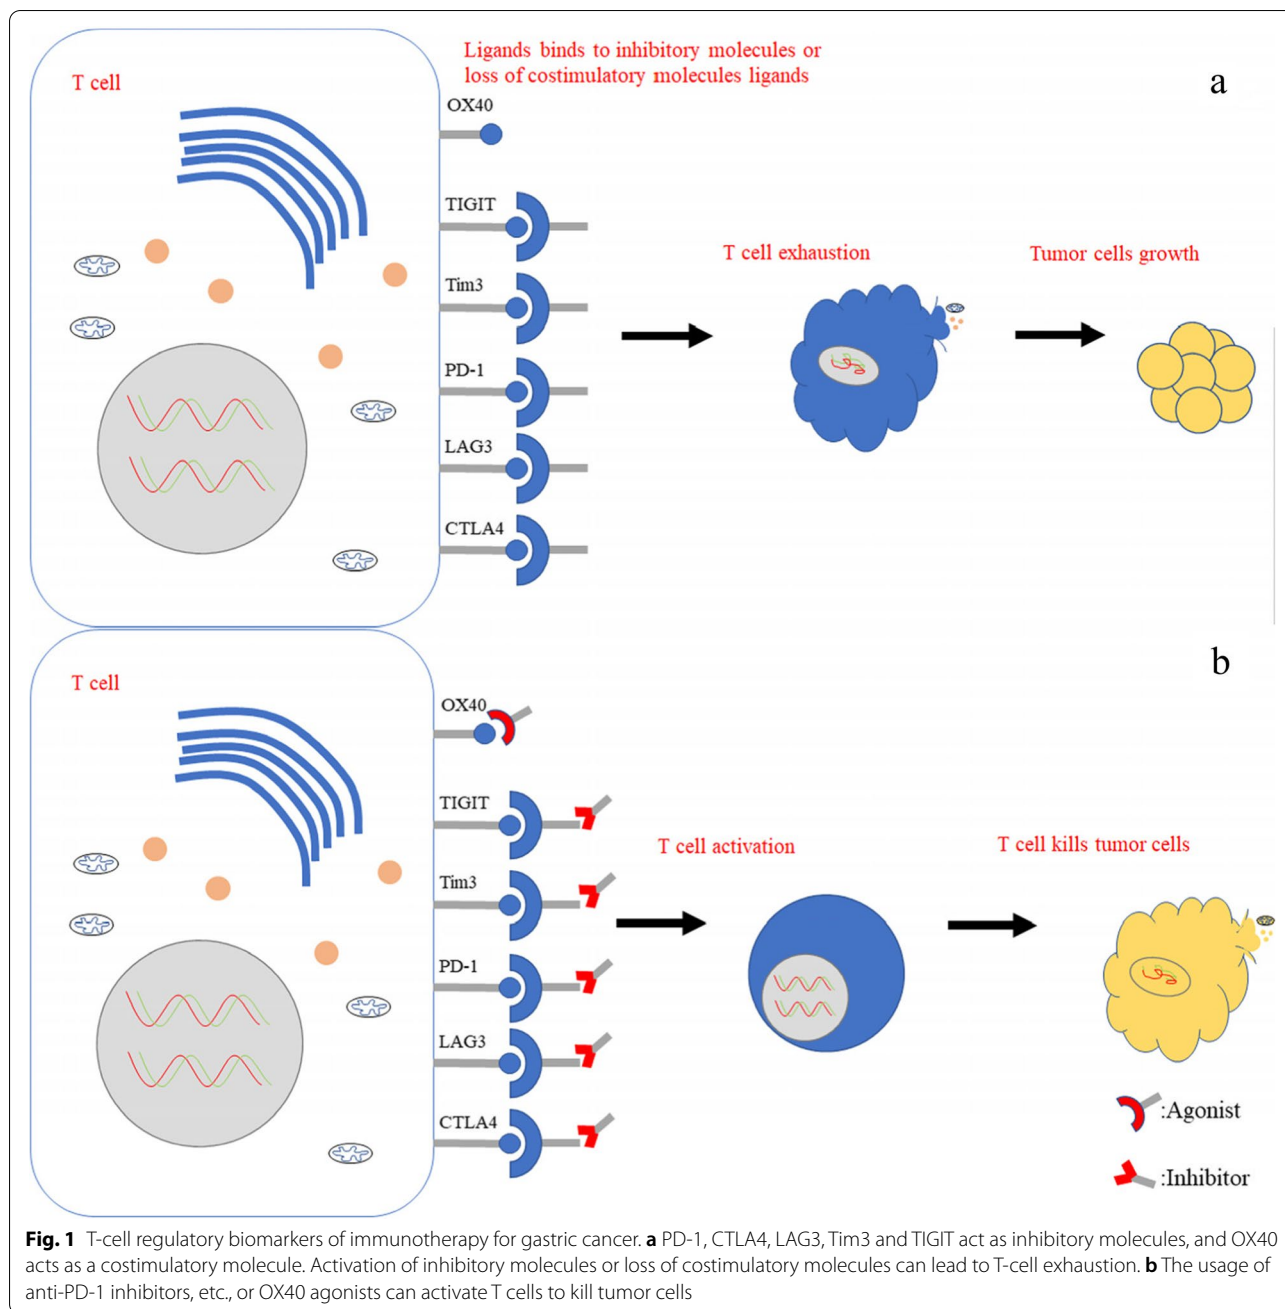 T cell
Ligands binds to inhibitory molecules or
loss of costimulatory molecules ligands
a
OX40
TIGIT
Tim3
PD-1
LAG3
CTLA4
T cell exhaustion
Tumor cells growth
b
T cell
OX40
TIGIT
Tim3
PD-1
LAG3
CTLA4
T cell activation
T cell kills tumor cells
:Agonist
:Inhibitor
Fig. 1 T-cell regulatory biomarkers of immunotherapy for gastric cancer. a PD-1, CTLA4, LAG3, Tim3 and TIGIT act as inhibitory molecules, and OX40
acts as a costimulatory molecule. Activation of inhibitory molecules or loss of costimulatory molecules can lead to T-cell exhaustion. b The usage of
anti-PD-1 inhibitors, etc., or OX40 agonists can activate T cells to kill tumor cells